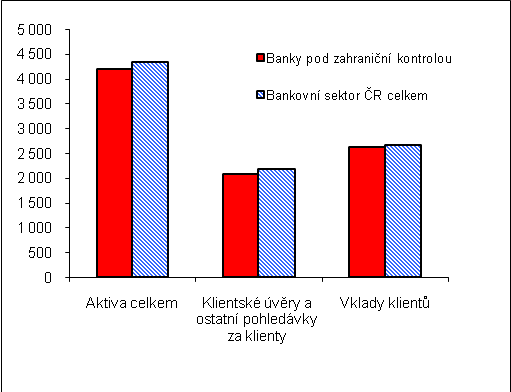 5 000
4 500
4 000
3 500
3 000
2 500
2 000
1 500
1 000
500
0
Banky pod zahraniční kontrolou
Bankovní sektor ČR celkem
Aktiva celkem
Klientské úvěry a
ostatní pohledávky
za klienty
Vklady klientů